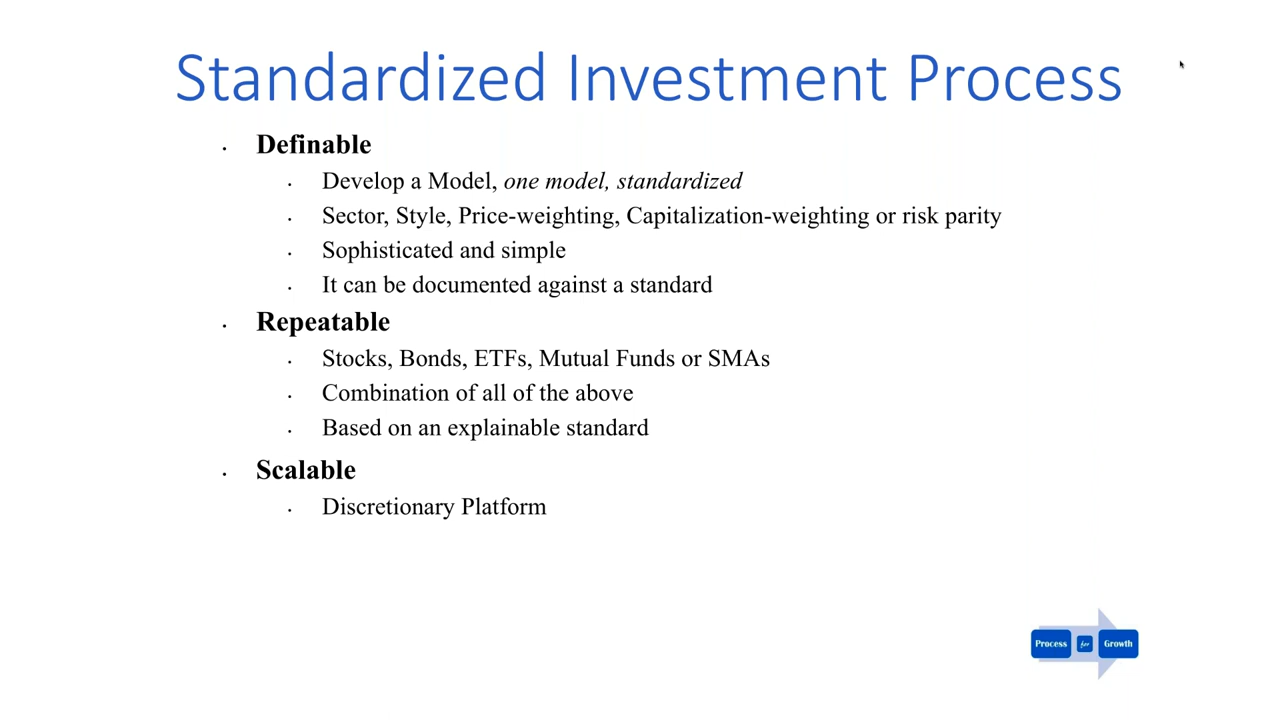 Standardized Investment Process
· Definable
· Develop a Model, one model, standardized
· Sector, Style, Price-weighting, Capitalization-weighting or risk parity
· Sophisticated and simple
· It can be documented against a standard
· Repeatable
· Stocks, Bonds, ETFs, Mutual Funds or SMAs
· Combination of all of the above
· Based on an explainable standard
· Scalable
· Discretionary Platform
Process for Growth